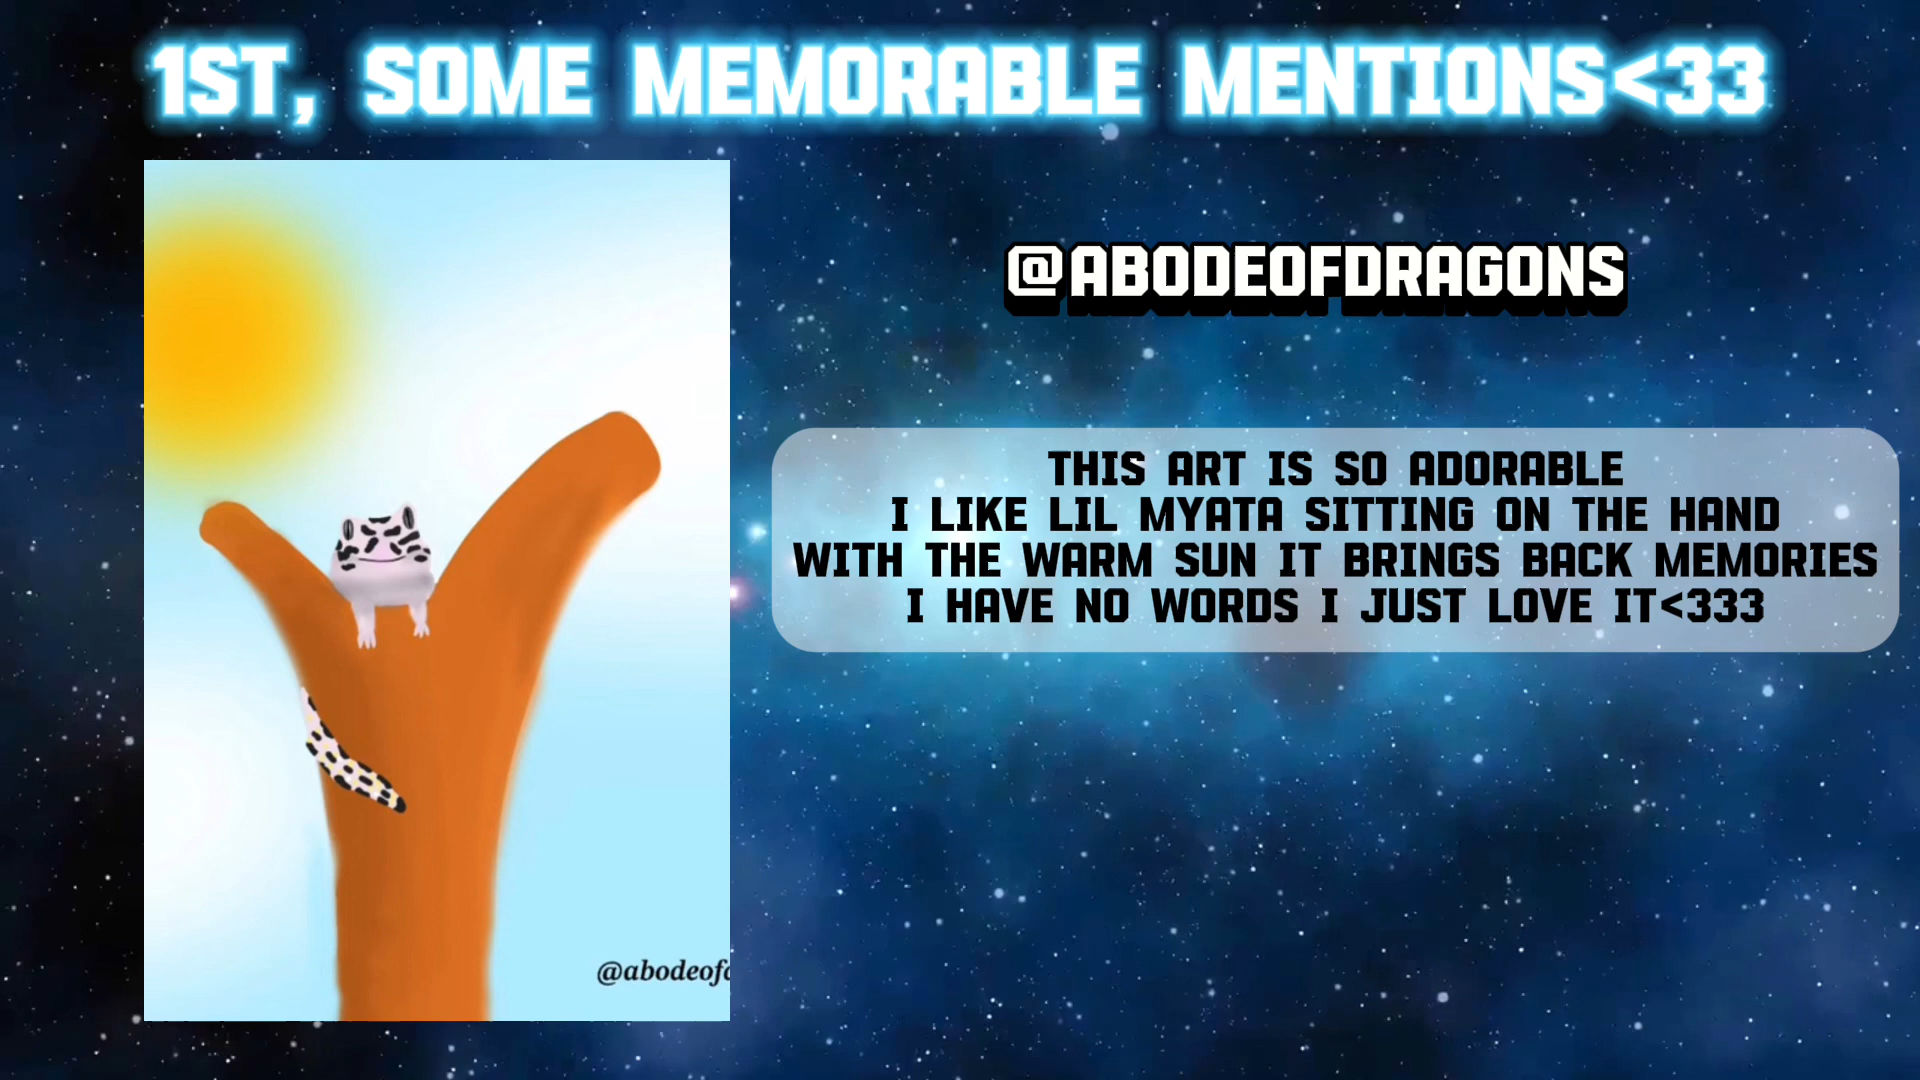 1ST, SOME MEMORABLE MENTIONS<33
@ABODEOFDRAGONS
THIS ART IS SO ADORABLE
I LIKE LIL MYATA SITTING ON THE HAND
WITH THE WARM SUN IT BRINGS BACK MEMORIES
I HAVE NO WORDS I JUST LOVE IT<333
@abodeof